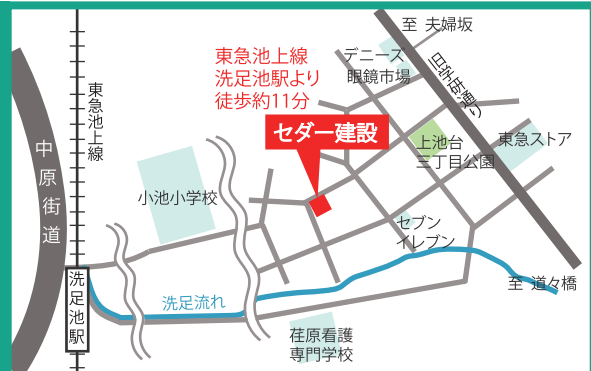 至 夫婦坂
デニーズ
眼鏡市場
旧学校通り
東急池上線
洗足池駅より
徒歩約11分
東急池上線
セダー建設
上池台
三丁目公園
東急ストア
中原街道
小池小学校
セブン
イレブン
至 道々橋
洗足池駅
洗足流れ
荏原看護
専門学校